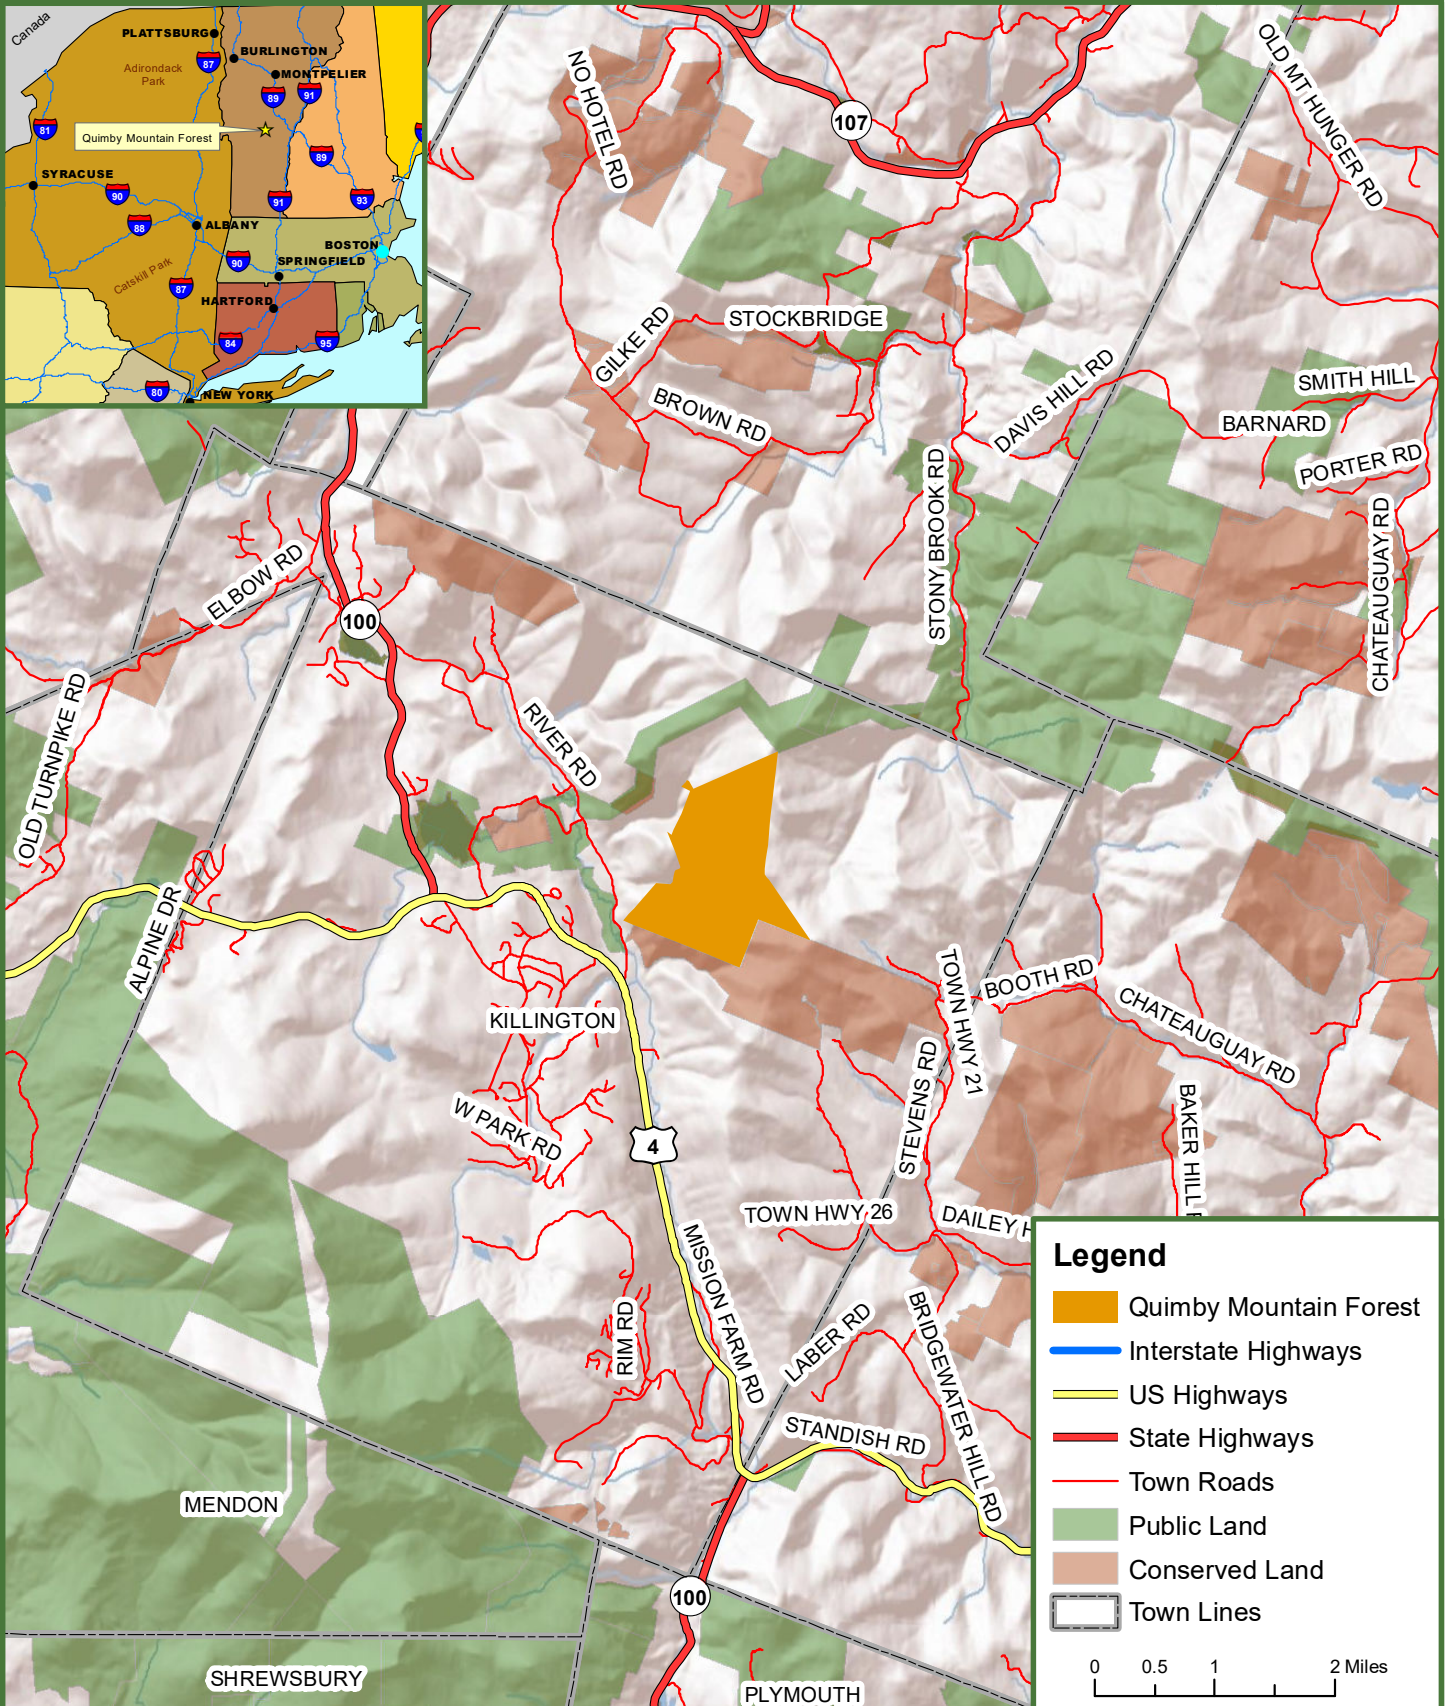 Canada
PLATTSBURG
Adirondack
Park
87
BURLINGTON
MONTPELIER
89
91
81
Quimby Mountain Forest
89
SYRACUSE
90
91
93
88
ALBANY
BOSTON
90
SPRINGFIELD
Catskill Park
87
HARTFORD
84
95
80
NEW YORK
NO HOTEL RD
107
OLD MT HUNGER RD
GILKE RD
STOCKBRIDGE
BROWN RD
DAVIS HILL RD
SMITH HILL
BARNARD
PORTER RD
STONY BROOK RD
CHATEAUGUAY RD
ELBOW RD
100
OLD TURNPIKE RD
RIVER RD
ALPINE DR
KILLINGTON
TOWN HWY 21
BOOTH RD
CHATEAUGUAY RD
STEVENS RD
W PARK RD
BAKER HILL
4
TOWN HWY 26
DAILEY H
MISSION FARM RD
RIM RD
LABER RD
BRIDGEWATER HILL RD
STANDISH RD
MENDON
100
SHREWSBURY
PLYMOUTH
Legend
Quimby Mountain Forest
Interstate Highways
US Highways
State Highways
Town Roads
Public Land
Conserved Land
Town Lines
0 0.5 1 2 Miles